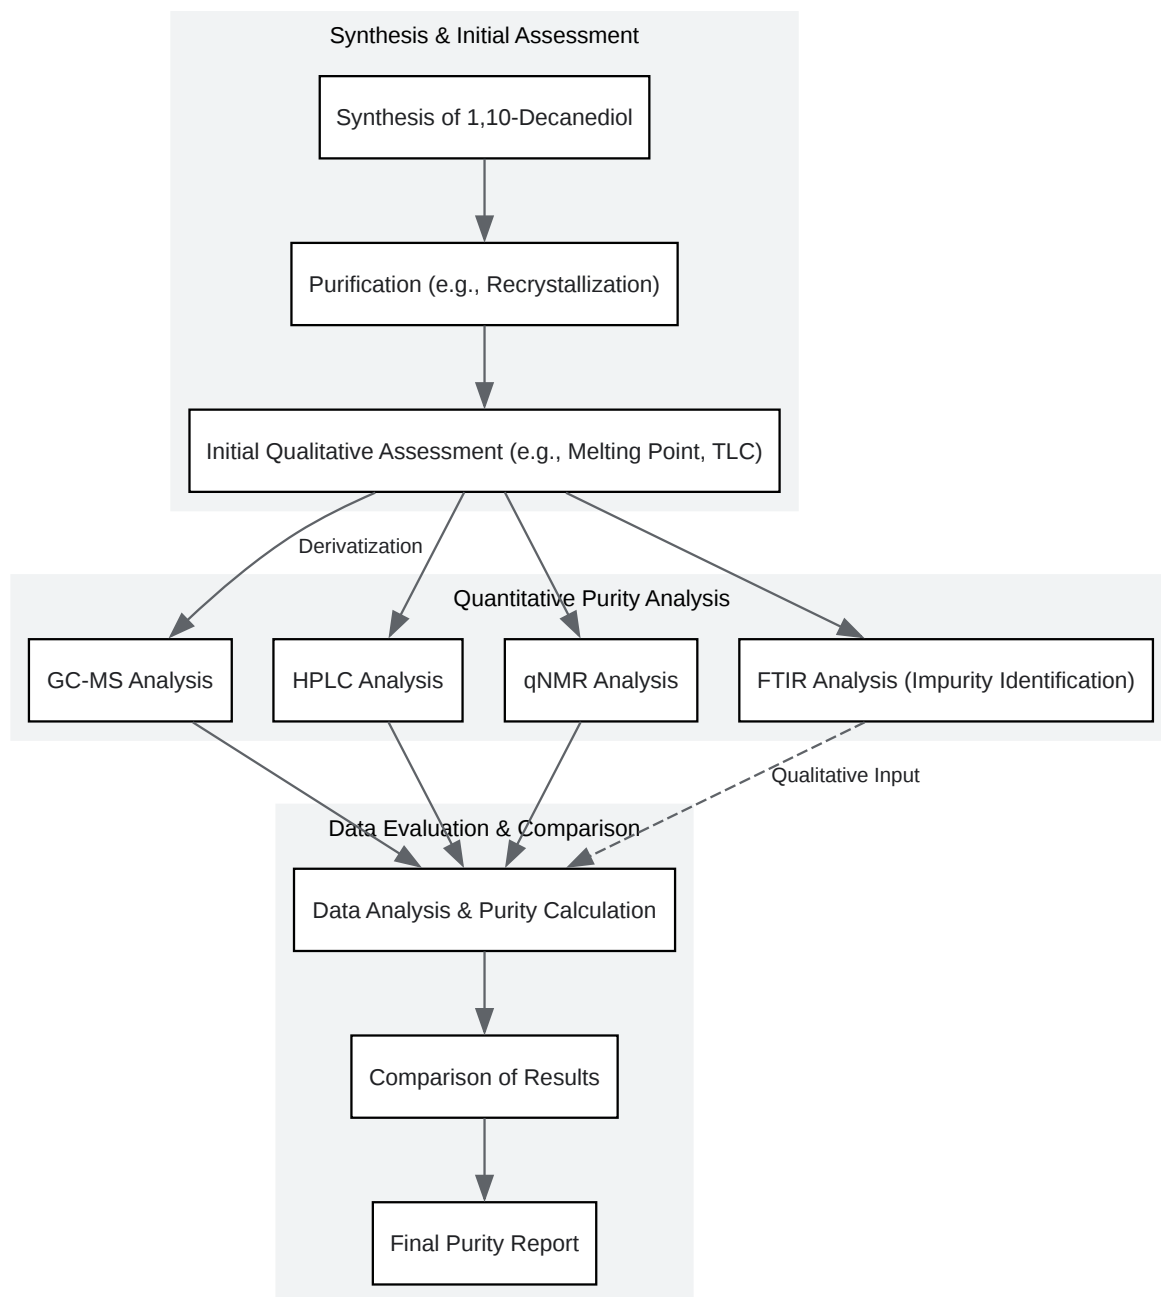 Synthesis & Initial Assessment
Synthesis of 1,10-Decanediol
Purification (e.g., Recrystallization)
Initial Qualitative Assessment (e.g., Melting Point, TLC)
Derivatization
Quantitative Purity Analysis
GC-MS Analysis
HPLC Analysis
qNMR Analysis
FTIR Analysis (Impurity Identification)
Qualitative Input
Data Evaluation & Comparison
Data Analysis & Purity Calculation
Comparison of Results
Final Purity Report